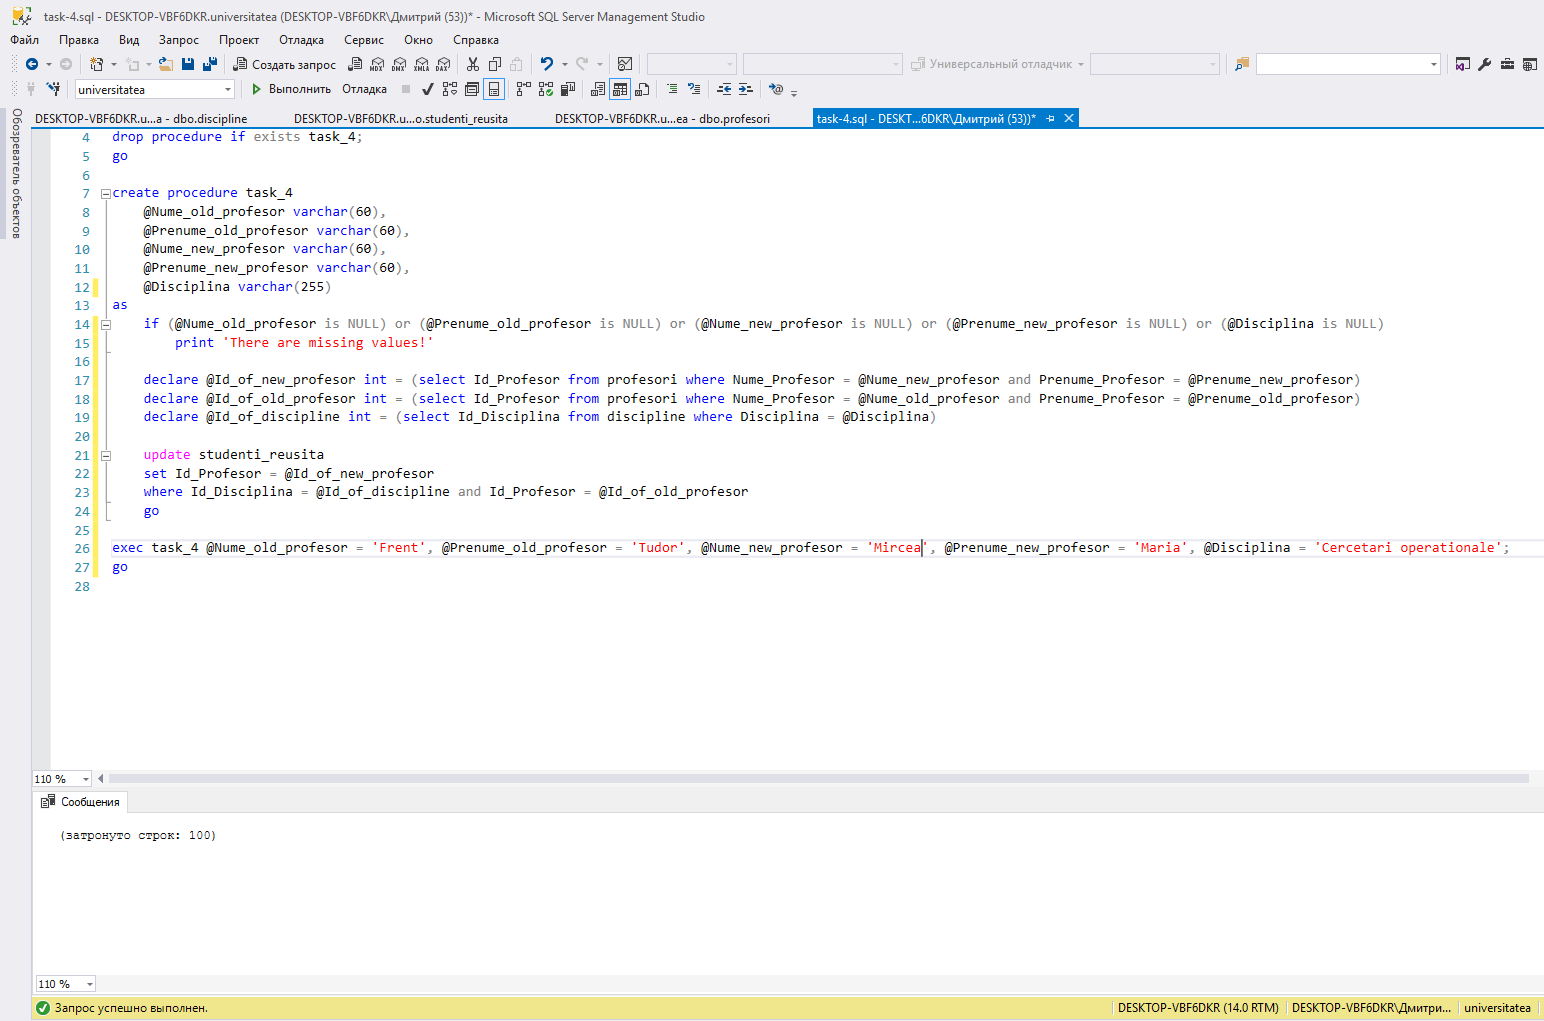 task-4.sql - DESKTOP-VBF6DKR.universitatea (DESKTOP-VBF6DKR\Дмитрий (53))* - Microsoft SQL Server Management Studio
Файл Правка Вид Запрос Проект Отладка Сервис Окно Справка
Создать запрос MDX DMX XMLA DAX Универсальный отладчик
universitatea Выполнить Отладка
DESKTOP-VBF6DKR.u...a - dbo.discipline DESKTOP-VBF6DKR.u...o.studenti_reusita DESKTOP-VBF6DKR.u...ea - dbo.profesori task-4.sql - DESKT...6DKR\Дмитрий (53))*
Обозреватель объектов
4 drop procedure if exists task_4;
5 go
6
7 create procedure task_4
8 @Nume_old_profesor varchar(60),
9 @Prenume_old_profesor varchar(60),
10 @Nume_new_profesor varchar(60),
11 @Prenume_new_profesor varchar(60),
12 @Disciplina varchar(255)
13 as
14 if (@Nume_old_profesor is NULL) or (@Prenume_old_profesor is NULL) or (@Nume_new_profesor is NULL) or (@Prenume_new_profesor is NULL) or (@Disciplina is NULL)
15 print 'There are missing values!'
16
17 declare @Id_of_new_profesor int = (select Id_Profesor from profesori where Nume_Profesor = @Nume_new_profesor and Prenume_Profesor = @Prenume_new_profesor)
18 declare @Id_of_old_profesor int = (select Id_Profesor from profesori where Nume_Profesor = @Nume_old_profesor and Prenume_Profesor = @Prenume_old_profesor)
19 declare @Id_of_discipline int = (select Id_Disciplina from discipline where Disciplina = @Disciplina)
20
21 update studenti_reusita
22 set Id_Profesor = @Id_of_new_profesor
23 where Id_Disciplina = @Id_of_discipline and Id_Profesor = @Id_of_old_profesor
24 go
25
26 exec task_4 @Nume_old_profesor = 'Frent', @Prenume_old_profesor = 'Tudor', @Nume_new_profesor = 'Mircea', @Prenume_new_profesor = 'Maria', @Disciplina = 'Cercetari operationale';
27 go
28
110 %
Сообщения
(затронуто строк: 100)
110 %
Запрос успешно выполнен. DESKTOP-VBF6DKR (14.0 RTM) DESKTOP-VBF6DKR\Дмитри... universitatea